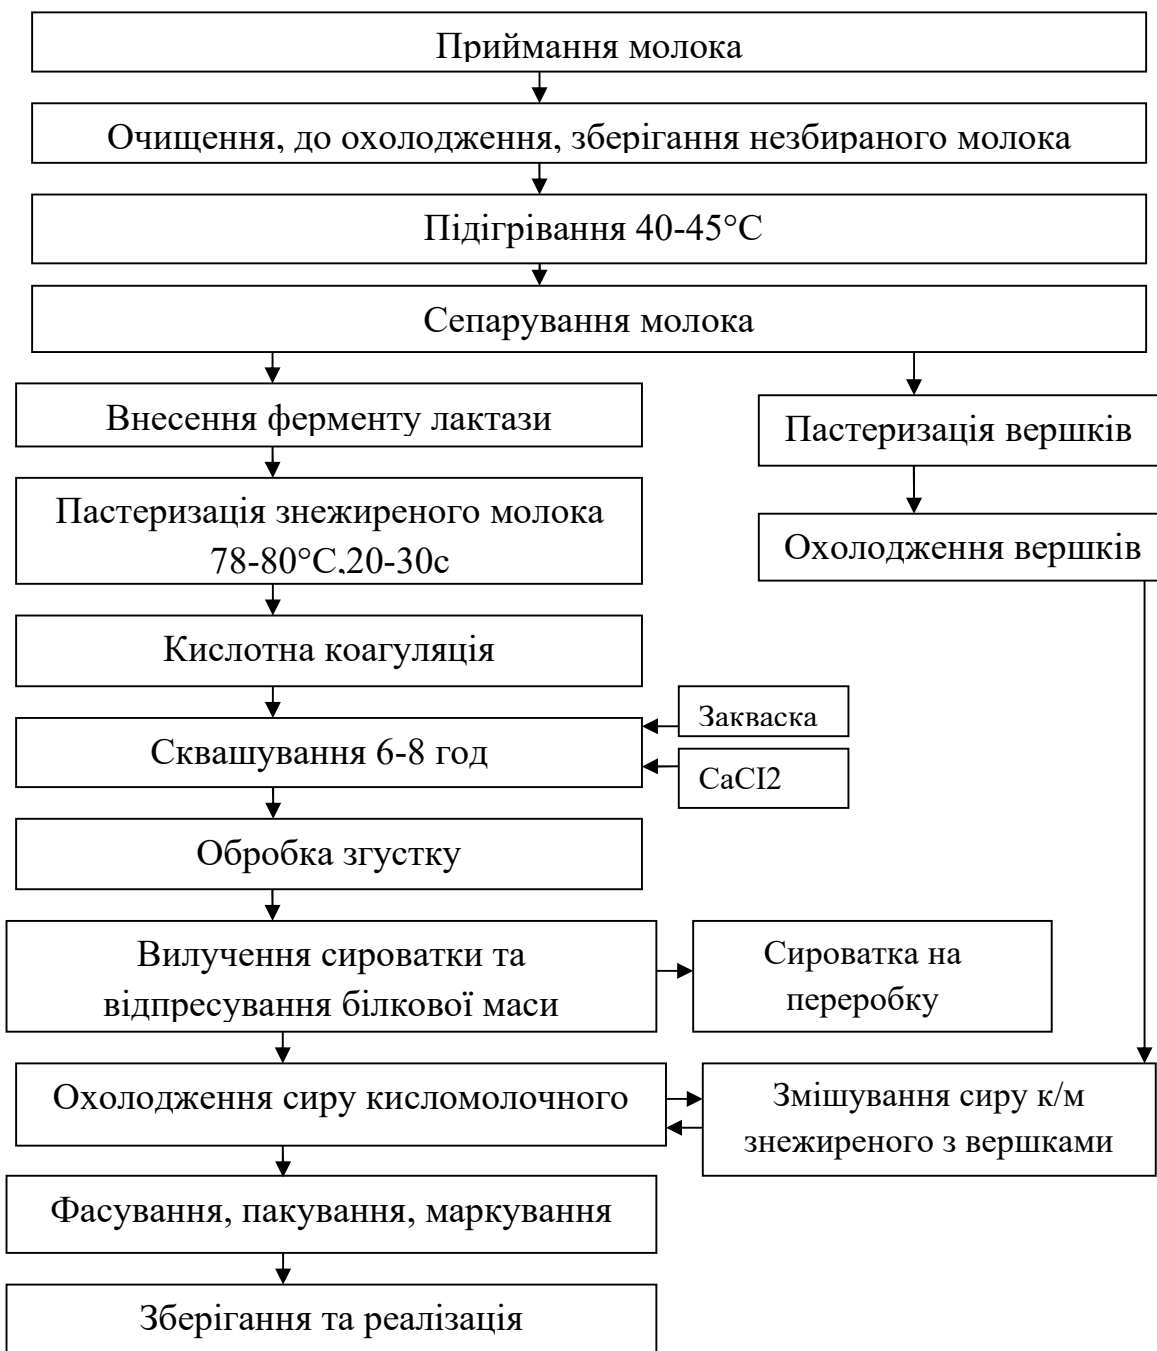 Приймання молока
Очищення, до охолодження, зберігання незбираного молока
Підігрівання 40-45°С
Сепарування молока
Внесення ферменту лактази
Пастеризація вершків
Пастеризація знежиреного молока
78-80°С,20-30с
Охолодження вершків
Кислотна коагуляція
Закваска
Сквашування 6-8 год
CaCI2
Обробка згустку
Вилучення сироватки та
відпресування білкової маси
Сироватка на
переробку
Охолодження сиру кисломолочного
Змішування сиру к/м
знежиреного з вершками
Фасування, пакування, маркування
Зберігання та реалізація